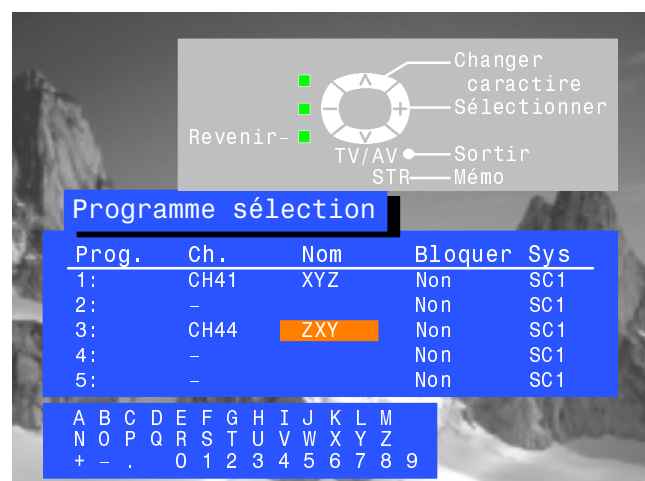 Changer
caractire
Sélectionner
Revenir-
TV/AV Sortir
STR Mémo
Programme sélection
Prog. Ch. Nom Bloquer Sys
1: CH41 XYZ Non SC1
2: - Non SC1
3: CH44 ZXY Non SC1
4: - Non SC1
5: - Non SC1
A B C D E F G H I J K L M
N O P Q R S T U V W X Y Z
+ - . 0 1 2 3 4 5 6 7 8 9